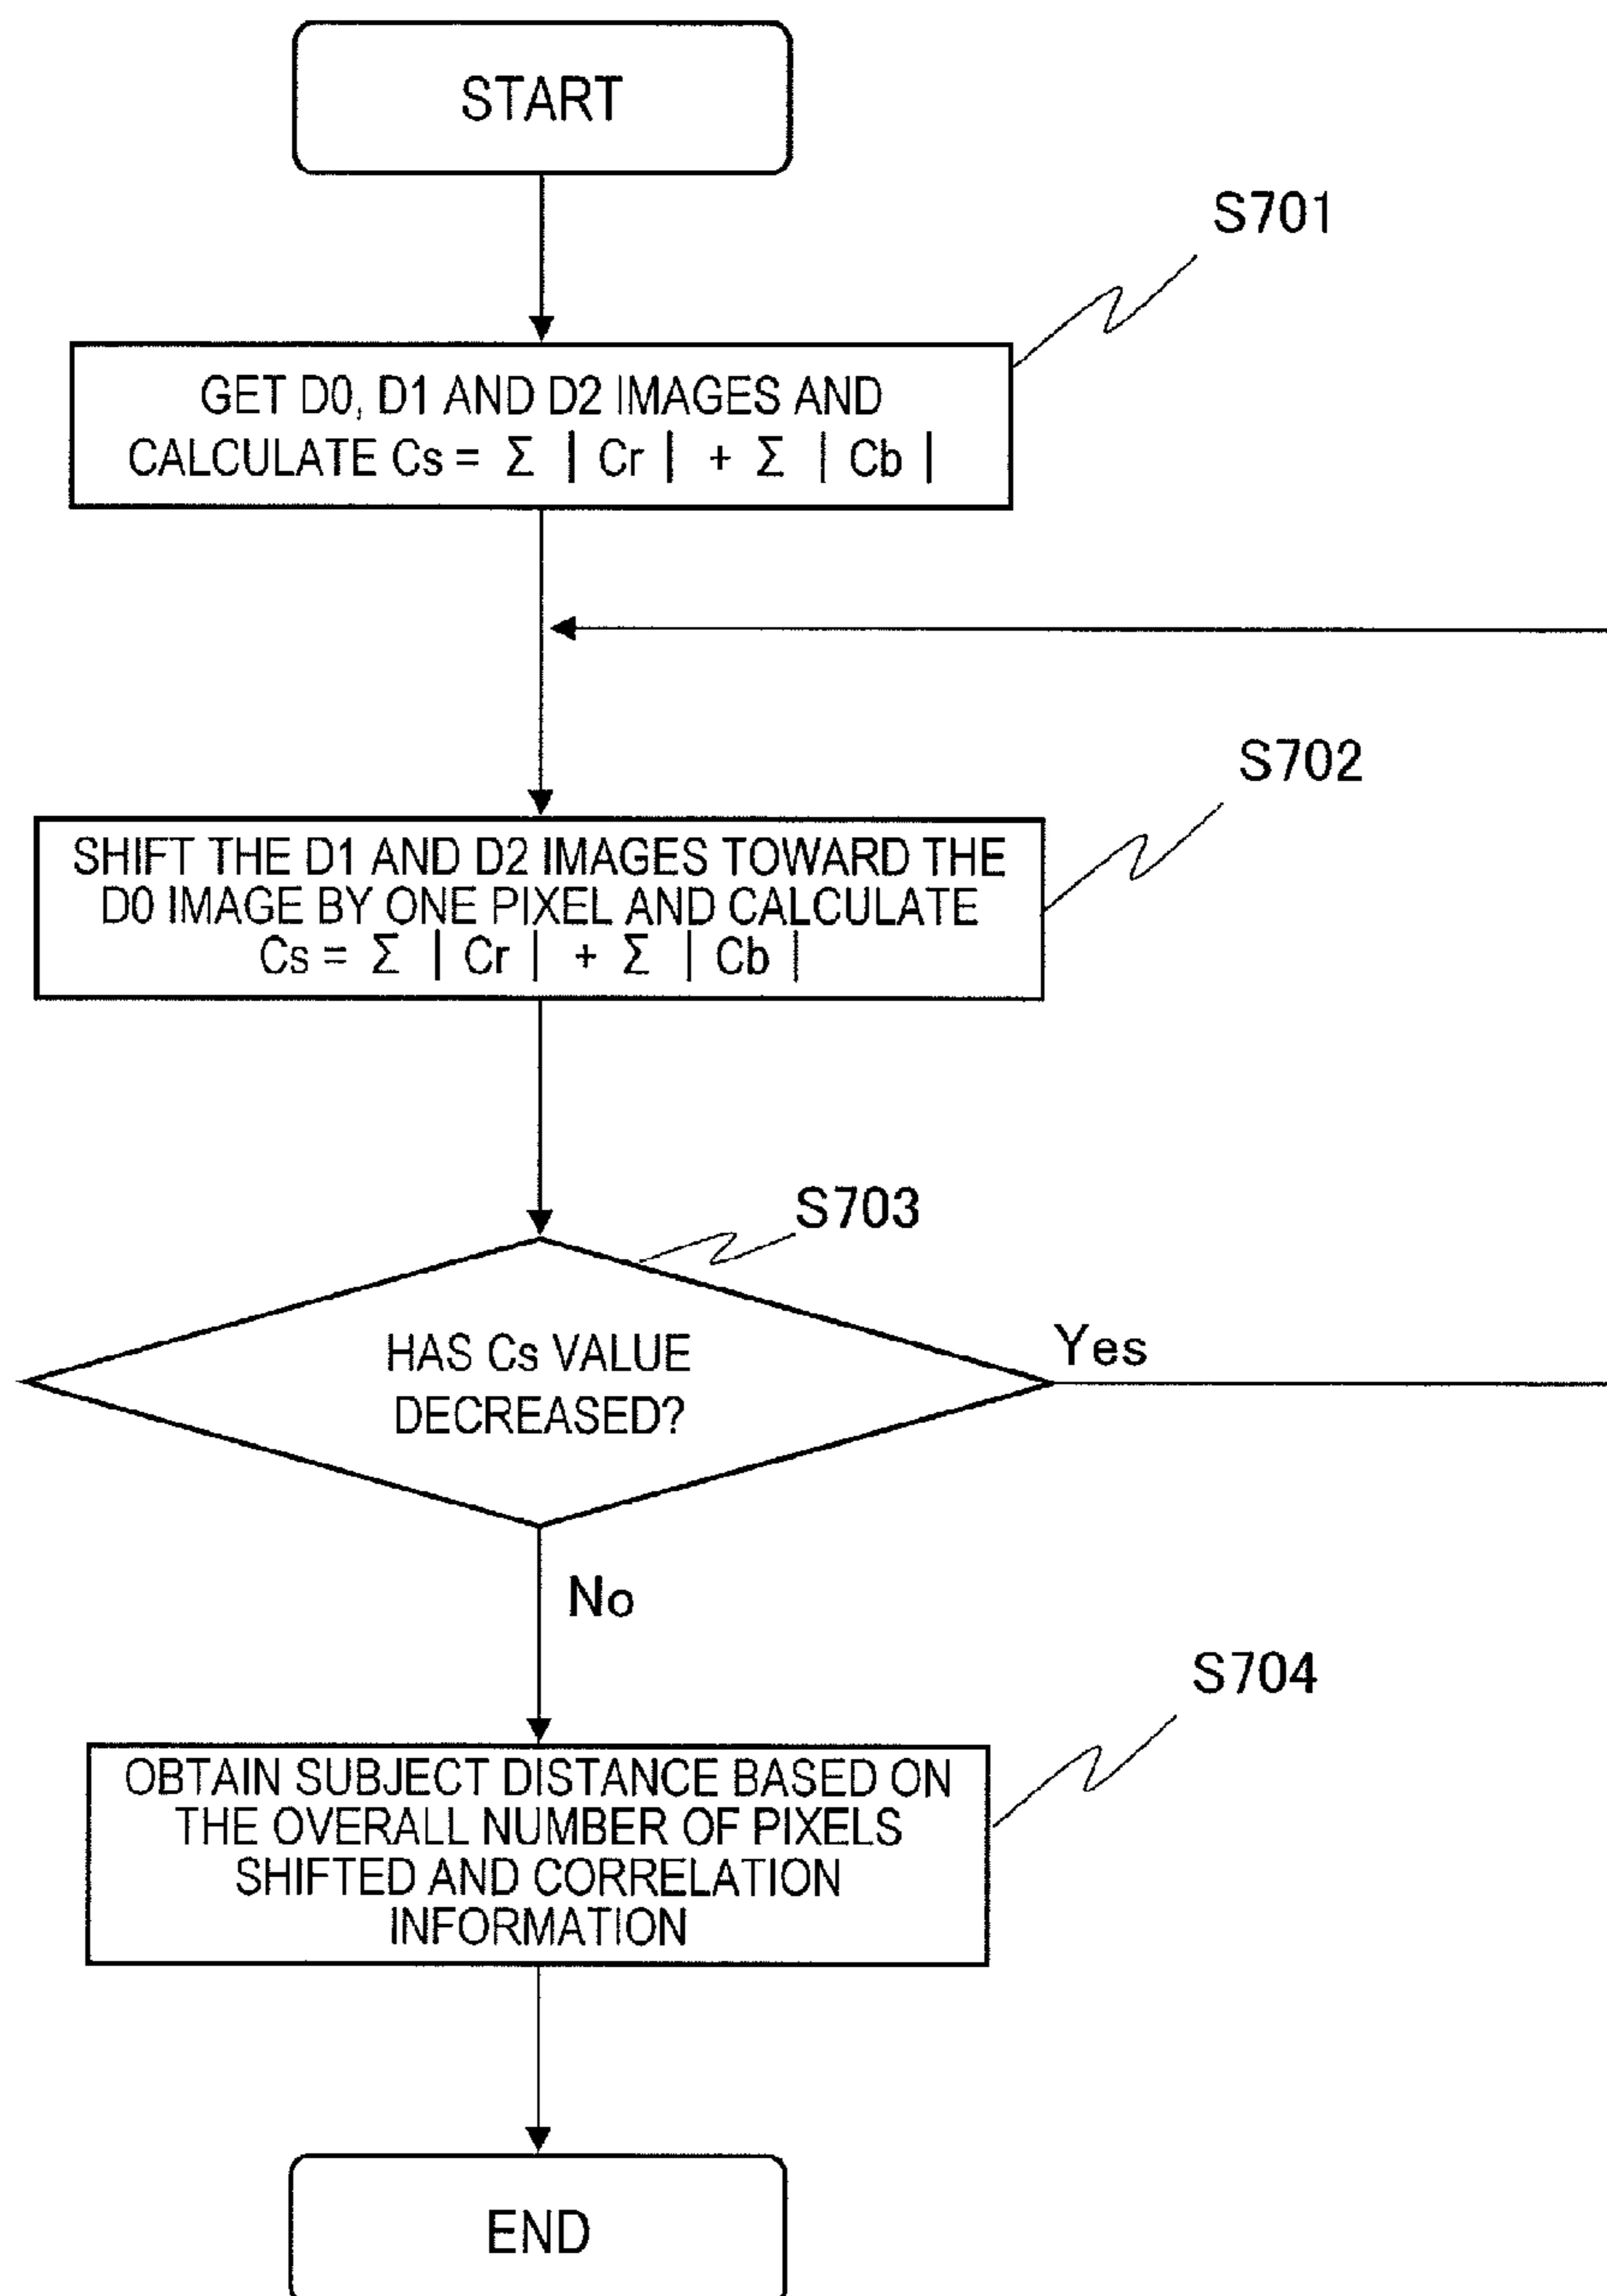 START
S701
GET D0, D1 AND D2 IMAGES AND
CALCULATE Cs = Σ | Cr | + Σ | Cb |
S702
SHIFT THE D1 AND D2 IMAGES TOWARD THE
D0 IMAGE BY ONE PIXEL AND CALCULATE
Cs = Σ | Cr | + Σ | Cb |
S703
HAS Cs VALUE
DECREASED?
Yes
No
S704
OBTAIN SUBJECT DISTANCE BASED ON
THE OVERALL NUMBER OF PIXELS
SHIFTED AND CORRELATION
INFORMATION
END